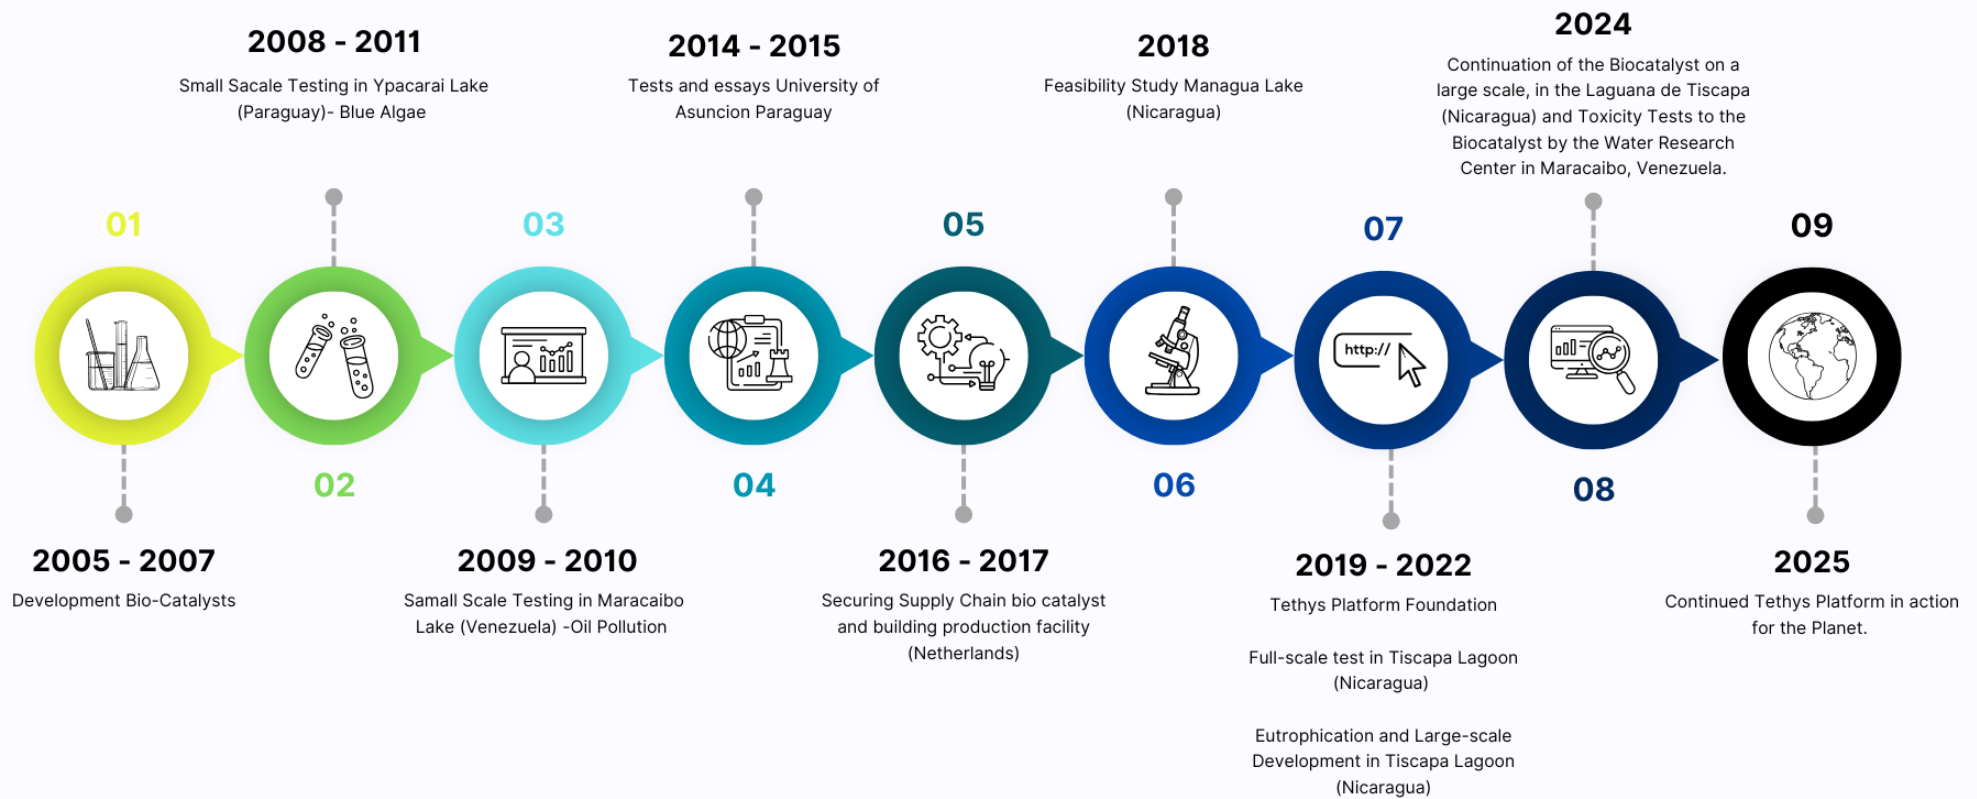 01
2005 - 2007
Development Bio-Catalysts
2008 - 2011
Small Sacale Testing in Ypacarai Lake
(Paraguay)- Blue Algae
02
03
2009 - 2010
Samall Scale Testing in Maracaibo
Lake (Venezuela) -Oil Pollution
2014 - 2015
Tests and essays University of
Asuncion Paraguay
04
05
2016 - 2017
Securing Supply Chain bio catalyst
and building production facility
(Netherlands)
2018
Feasibility Study Managua Lake
(Nicaragua)
06
07
http://
2019 - 2022
Tethys Platform Foundation
Full-scale test in Tiscapa Lagoon
(Nicaragua)
Eutrophication and Large-scale
Development in Tiscapa Lagoon
(Nicaragua)
2024
Continuation of the Biocatalyst on a
large scale, in the Laguana de Tiscapa
(Nicaragua) and Toxicity Tests to the
Biocatalyst by the Water Research
Center in Maracaibo, Venezuela.
08
09
2025
Continued Tethys Platform in action
for the Planet.